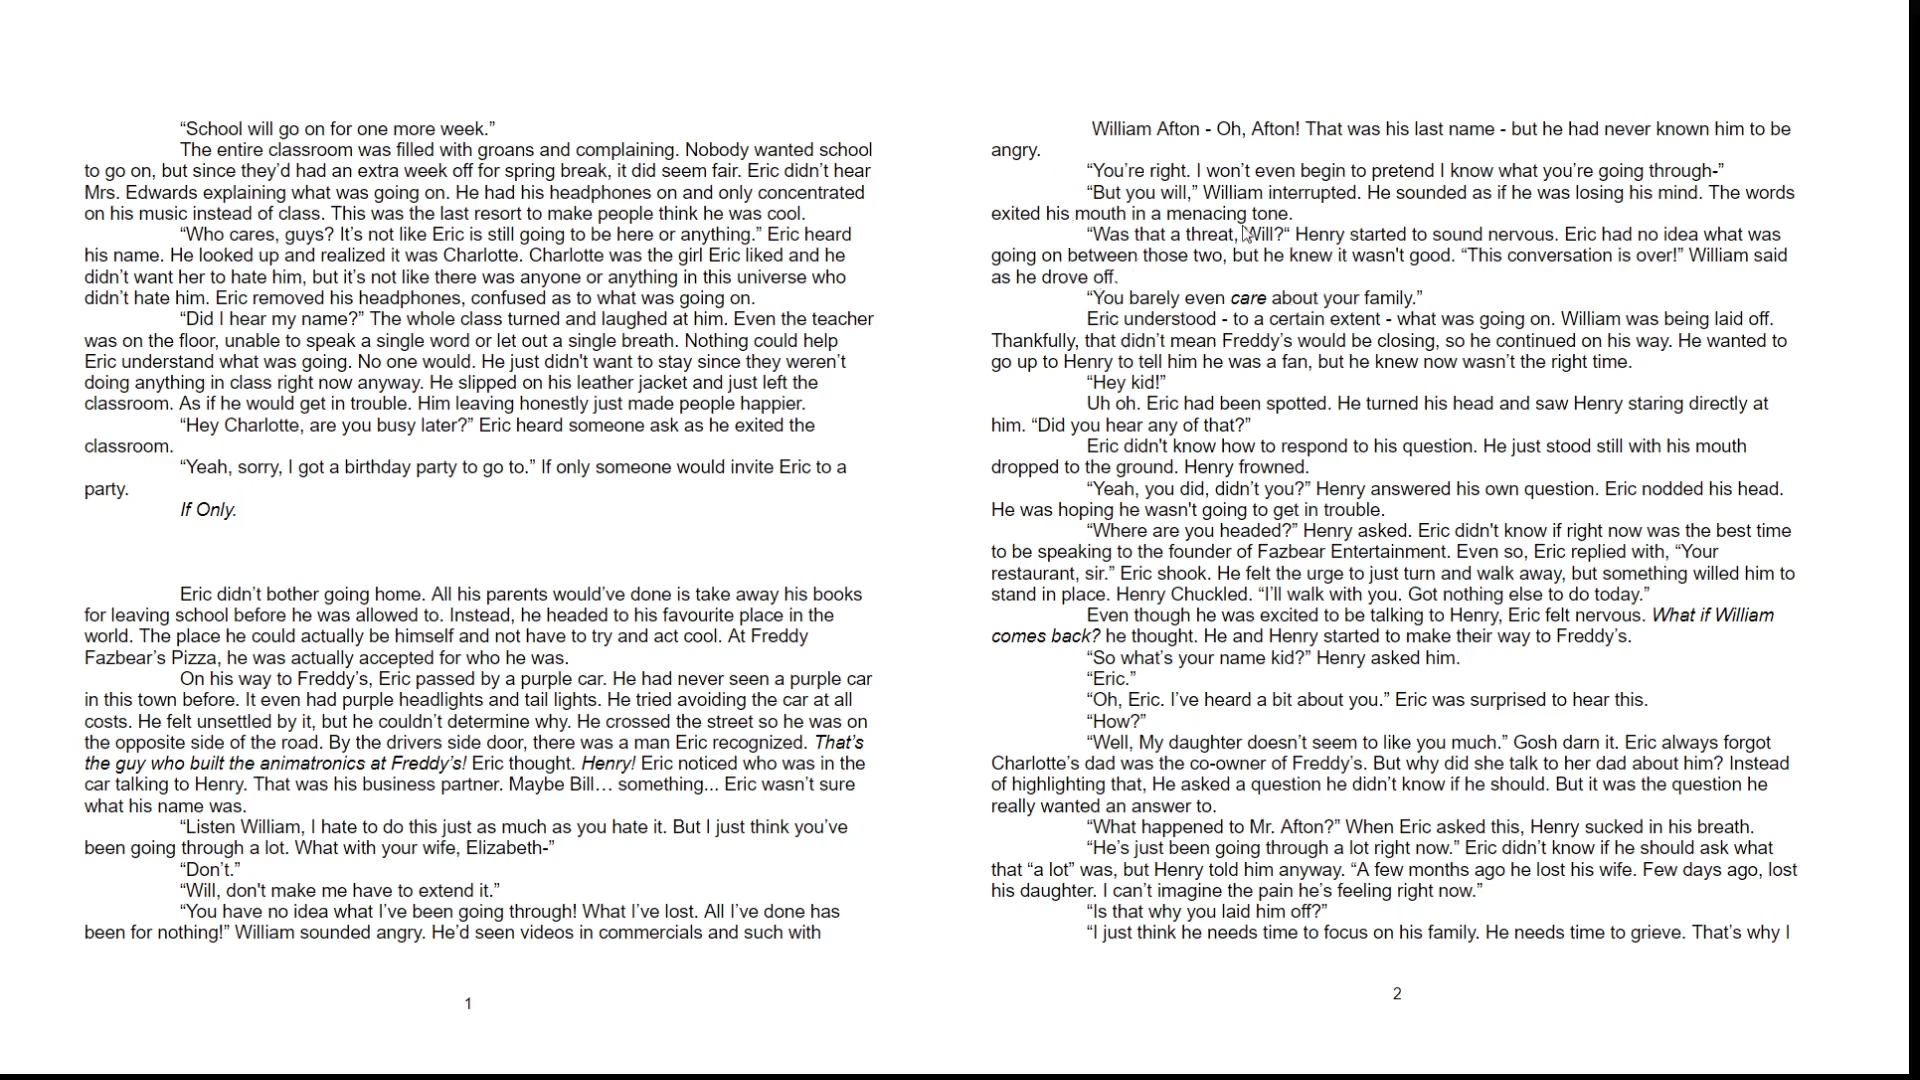 “School will go on for one more week.”
The entire classroom was filled with groans and complaining. Nobody wanted school
to go on, but since they’d had an extra week off for spring break, it did seem fair. Eric didn’t hear
Mrs. Edwards explaining what was going on. He had his headphones on and only concentrated
on his music instead of class. This was the last resort to make people think he was cool.
“Who cares, guys? It’s not like Eric is still going to be here or anything.” Eric heard
his name. He looked up and realized it was Charlotte. Charlotte was the girl Eric liked and he
didn’t want her to hate him, but it’s not like there was anyone or anything in this universe who
didn’t hate him. Eric removed his headphones, confused as to what was going on.
“Did I hear my name?” The whole class turned and laughed at him. Even the teacher
was on the floor, unable to speak a single word or let out a single breath. Nothing could help
Eric understand what was going. No one would. He just didn't want to stay since they weren’t
doing anything in class right now anyway. He slipped on his leather jacket and just left the
classroom. As if he would get in trouble. Him leaving honestly just made people happier.
“Hey Charlotte, are you busy later?” Eric heard someone ask as he exited the
classroom.
“Yeah, sorry, I got a birthday party to go to.” If only someone would invite Eric to a
party.
If Only.
Eric didn’t bother going home. All his parents would’ve done is take away his books
for leaving school before he was allowed to. Instead, he headed to his favourite place in the
world. The place he could actually be himself and not have to try and act cool. At Freddy
Fazbear’s Pizza, he was actually accepted for who he was.
On his way to Freddy’s, Eric passed by a purple car. He had never seen a purple car
in this town before. It even had purple headlights and tail lights. He tried avoiding the car at all
costs. He felt unsettled by it, but he couldn’t determine why. He crossed the street so he was on
the opposite side of the road. By the drivers side door, there was a man Eric recognized. That’s
the guy who built the animatronics at Freddy’s! Eric thought. Henry! Eric noticed who was in the
car talking to Henry. That was his business partner. Maybe Bill… something... Eric wasn’t sure
what his name was.
“Listen William, I hate to do this just as much as you hate it. But I just think you’ve
been going through a lot. What with your wife, Elizabeth-”
“Don’t.”
“Will, don't make me have to extend it.”
“You have no idea what I’ve been going through! What I’ve lost. All I’ve done has
been for nothing!” William sounded angry. He’d seen videos in commercials and such with
1
William Afton - Oh, Afton! That was his last name - but he had never known him to be
angry.
“You’re right. I won’t even begin to pretend I know what you’re going through-”
“But you will,” William interrupted. He sounded as if he was losing his mind. The words
exited his mouth in a menacing tone.
“Was that a threat, Will?“ Henry started to sound nervous. Eric had no idea what was
going on between those two, but he knew it wasn't good. “This conversation is over!” William said
as he drove off.
“You barely even care about your family.”
Eric understood - to a certain extent - what was going on. William was being laid off.
Thankfully, that didn’t mean Freddy’s would be closing, so he continued on his way. He wanted to
go up to Henry to tell him he was a fan, but he knew now wasn’t the right time.
“Hey kid!”
Uh oh. Eric had been spotted. He turned his head and saw Henry staring directly at
him. “Did you hear any of that?”
Eric didn't know how to respond to his question. He just stood still with his mouth
dropped to the ground. Henry frowned.
“Yeah, you did, didn’t you?” Henry answered his own question. Eric nodded his head.
He was hoping he wasn't going to get in trouble.
“Where are you headed?” Henry asked. Eric didn't know if right now was the best time
to be speaking to the founder of Fazbear Entertainment. Even so, Eric replied with, “Your
restaurant, sir.” Eric shook. He felt the urge to just turn and walk away, but something willed him to
stand in place. Henry Chuckled. “I’ll walk with you. Got nothing else to do today.”
Even though he was excited to be talking to Henry, Eric felt nervous. What if William
comes back? he thought. He and Henry started to make their way to Freddy’s.
“So what’s your name kid?” Henry asked him.
“Eric.”
“Oh, Eric. I’ve heard a bit about you.” Eric was surprised to hear this.
“How?”
“Well, My daughter doesn’t seem to like you much.” Gosh darn it. Eric always forgot
Charlotte’s dad was the co-owner of Freddy’s. But why did she talk to her dad about him? Instead
of highlighting that, He asked a question he didn’t know if he should. But it was the question he
really wanted an answer to.
“What happened to Mr. Afton?” When Eric asked this, Henry sucked in his breath.
“He’s just been going through a lot right now.” Eric didn’t know if he should ask what
that “a lot” was, but Henry told him anyway. “A few months ago he lost his wife. Few days ago, lost
his daughter. I can’t imagine the pain he’s feeling right now.”
“Is that why you laid him off?”
“I just think he needs time to focus on his family. He needs time to grieve. That’s why I
2